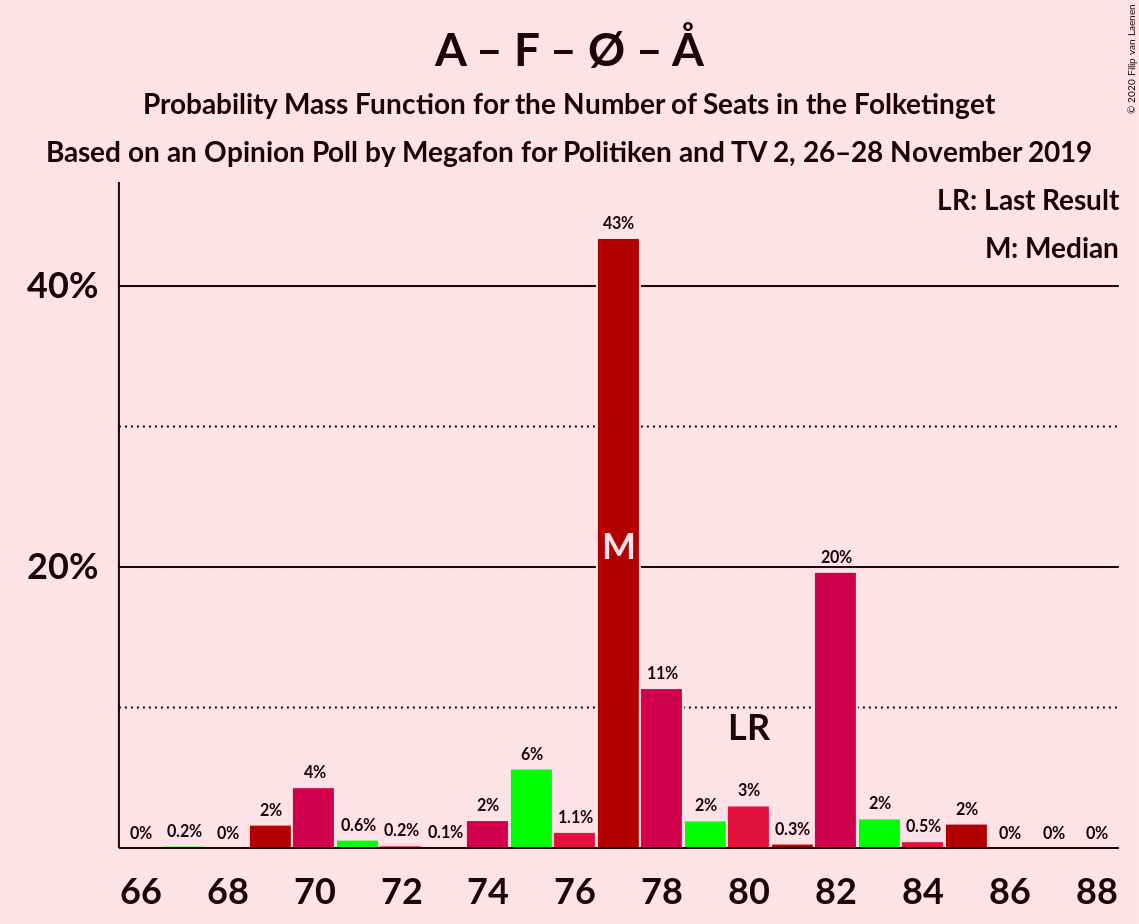 A – F – Ø – Å
Probability Mass Function for the Number of Seats in the Folketinget
Based on an Opinion Poll by Megafon for Politiken and TV 2, 26–28 November 2019
© 2020 Filip van Laenen
LR: Last Result
M: Median
40%
20%
0%
0.2%
0%
2%
4%
0.6%
0.2%
0.1%
2%
6%
1.1%
43%
M
11%
2%
LR
3%
0.3%
20%
2%
0.5%
2%
0%
0%
0%
66 68 70 72 74 76 78 80 82 84 86 88